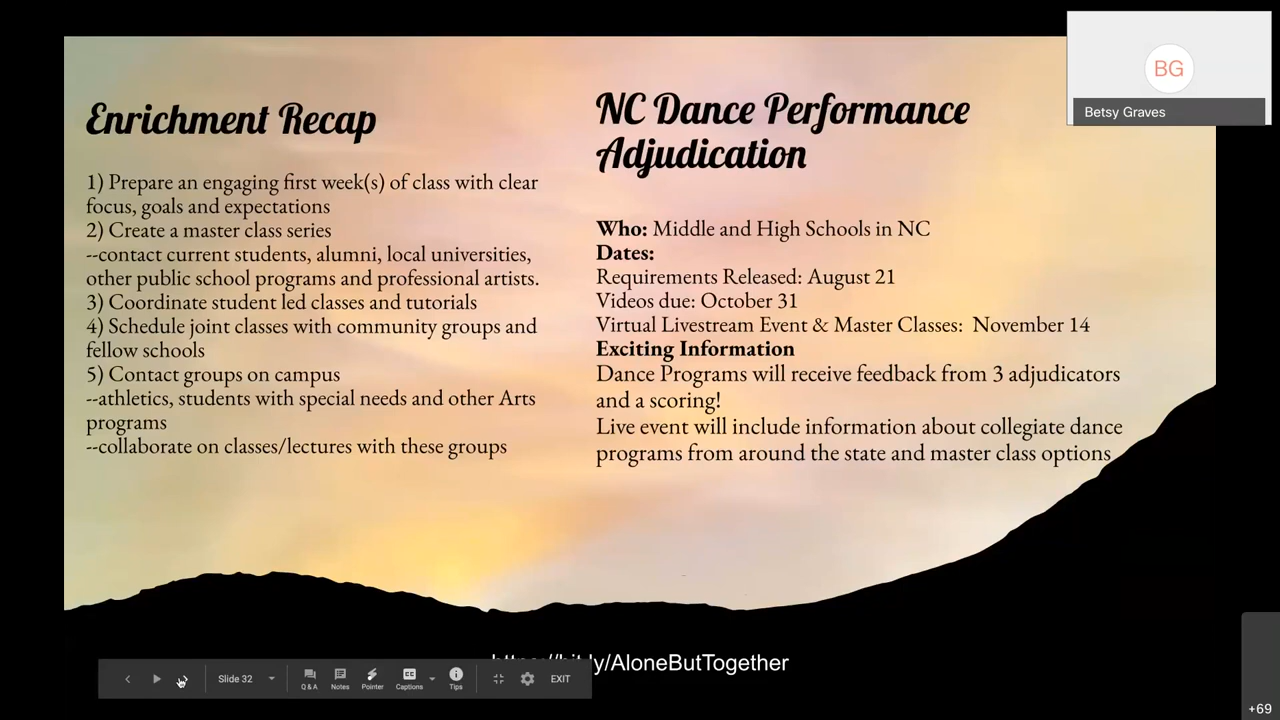 Enrichment Recap
1) Prepare an engaging first week(s) of class with clear
focus, goals and expectations
2) Create a master class series
--contact current students, alumni, local universities,
other public school programs and professional artists.
3) Coordinate student led classes and tutorials
4) Schedule joint classes with community groups and
fellow schools
5) Contact groups on campus
--athletics, students with special needs and other Arts
programs
--collaborate on classes/lectures with these groups
NC Dance Performance
Adjudication
Who: Middle and High Schools in NC
Dates:
Requirements Released: August 21
Videos due: October 31
Virtual Livestream Event & Master Classes: November 14
Exciting Information
Dance Programs will receive feedback from 3 adjudicators
and a scoring!
Live event will include information about collegiate dance
programs from around the state and master class options
BG
Betsy Graves
https://bit.ly/AloneButTogether
Slide 32
Q & A
Notes
Pointer
Captions
Tips
EXIT
+69